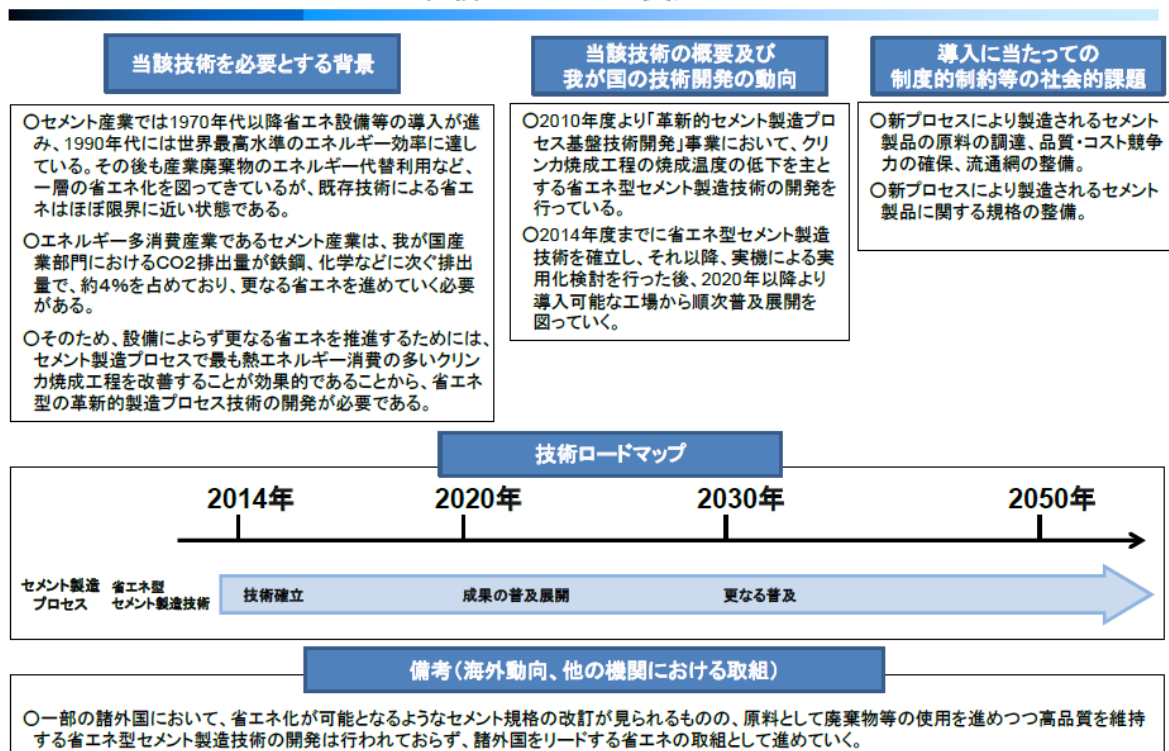 当該技術を必要とする背景
〇セメント産業では1970年代以降省エネ設備等の導入が進
み、1990年代には世界最高水準のエネルギー効率に達し
ている。その後も産業廃棄物のエネルギー代替利用など、
一層の省エネ化を図ってきているが、既存技術による省エ
ネはほぼ限界に近い状態である。
〇エネルギー多消費産業であるセメント産業は、我が国産
業部門におけるCO2排出量が鉄鋼、化学などに次ぐ排出
量で、約4%を占めており、更なる省エネを進めていく必要
がある。
〇そのため、設備によらず更なる省エネを推進するためには、
セメント製造プロセスで最も熱エネルギー消費の多いクリン
カ焼成工程を改善することが効果的であることから、省エネ
型の革新的製造プロセス技術の開発が必要である。
当該技術の概要及び
我が国の技術開発の動向
〇2010年度より「革新的セメント製造プロ
セス基盤技術開発」事業において、クリ
ンカ焼成工程の焼成温度の低下を主と
する省エネ型セメント製造技術の開発を
行っている。
〇2014年度までに省エネ型セメント製造
技術を確立し、それ以降、実機による実
用化検討を行った後、2020年以降より
導入可能な工場から順次普及展開を
図っていく。
導入に当たっての
制度的制約等の社会的課題
〇新プロセスにより製造されるセメント
製品の原料の調達、品質・コスト競争
力の確保、流通網の整備。
〇新プロセスにより製造されるセメント
製品に関する規格の整備。
技術ロードマップ
2014年 2020年 2030年 2050年
セメント製造
プロセス
省エネ型
セメント製造技術
技術確立 成果の普及展開 更なる普及
備考(海外動向、他の機関における取組)
〇一部の諸外国において、省エネ化が可能となるようなセメント規格の改訂が見られるものの、原料として廃棄物等の使用を進めつつ高品質を維持
する省エネ型セメント製造技術の開発は行われておらず、諸外国をリードする省エネの取組として進めていく。